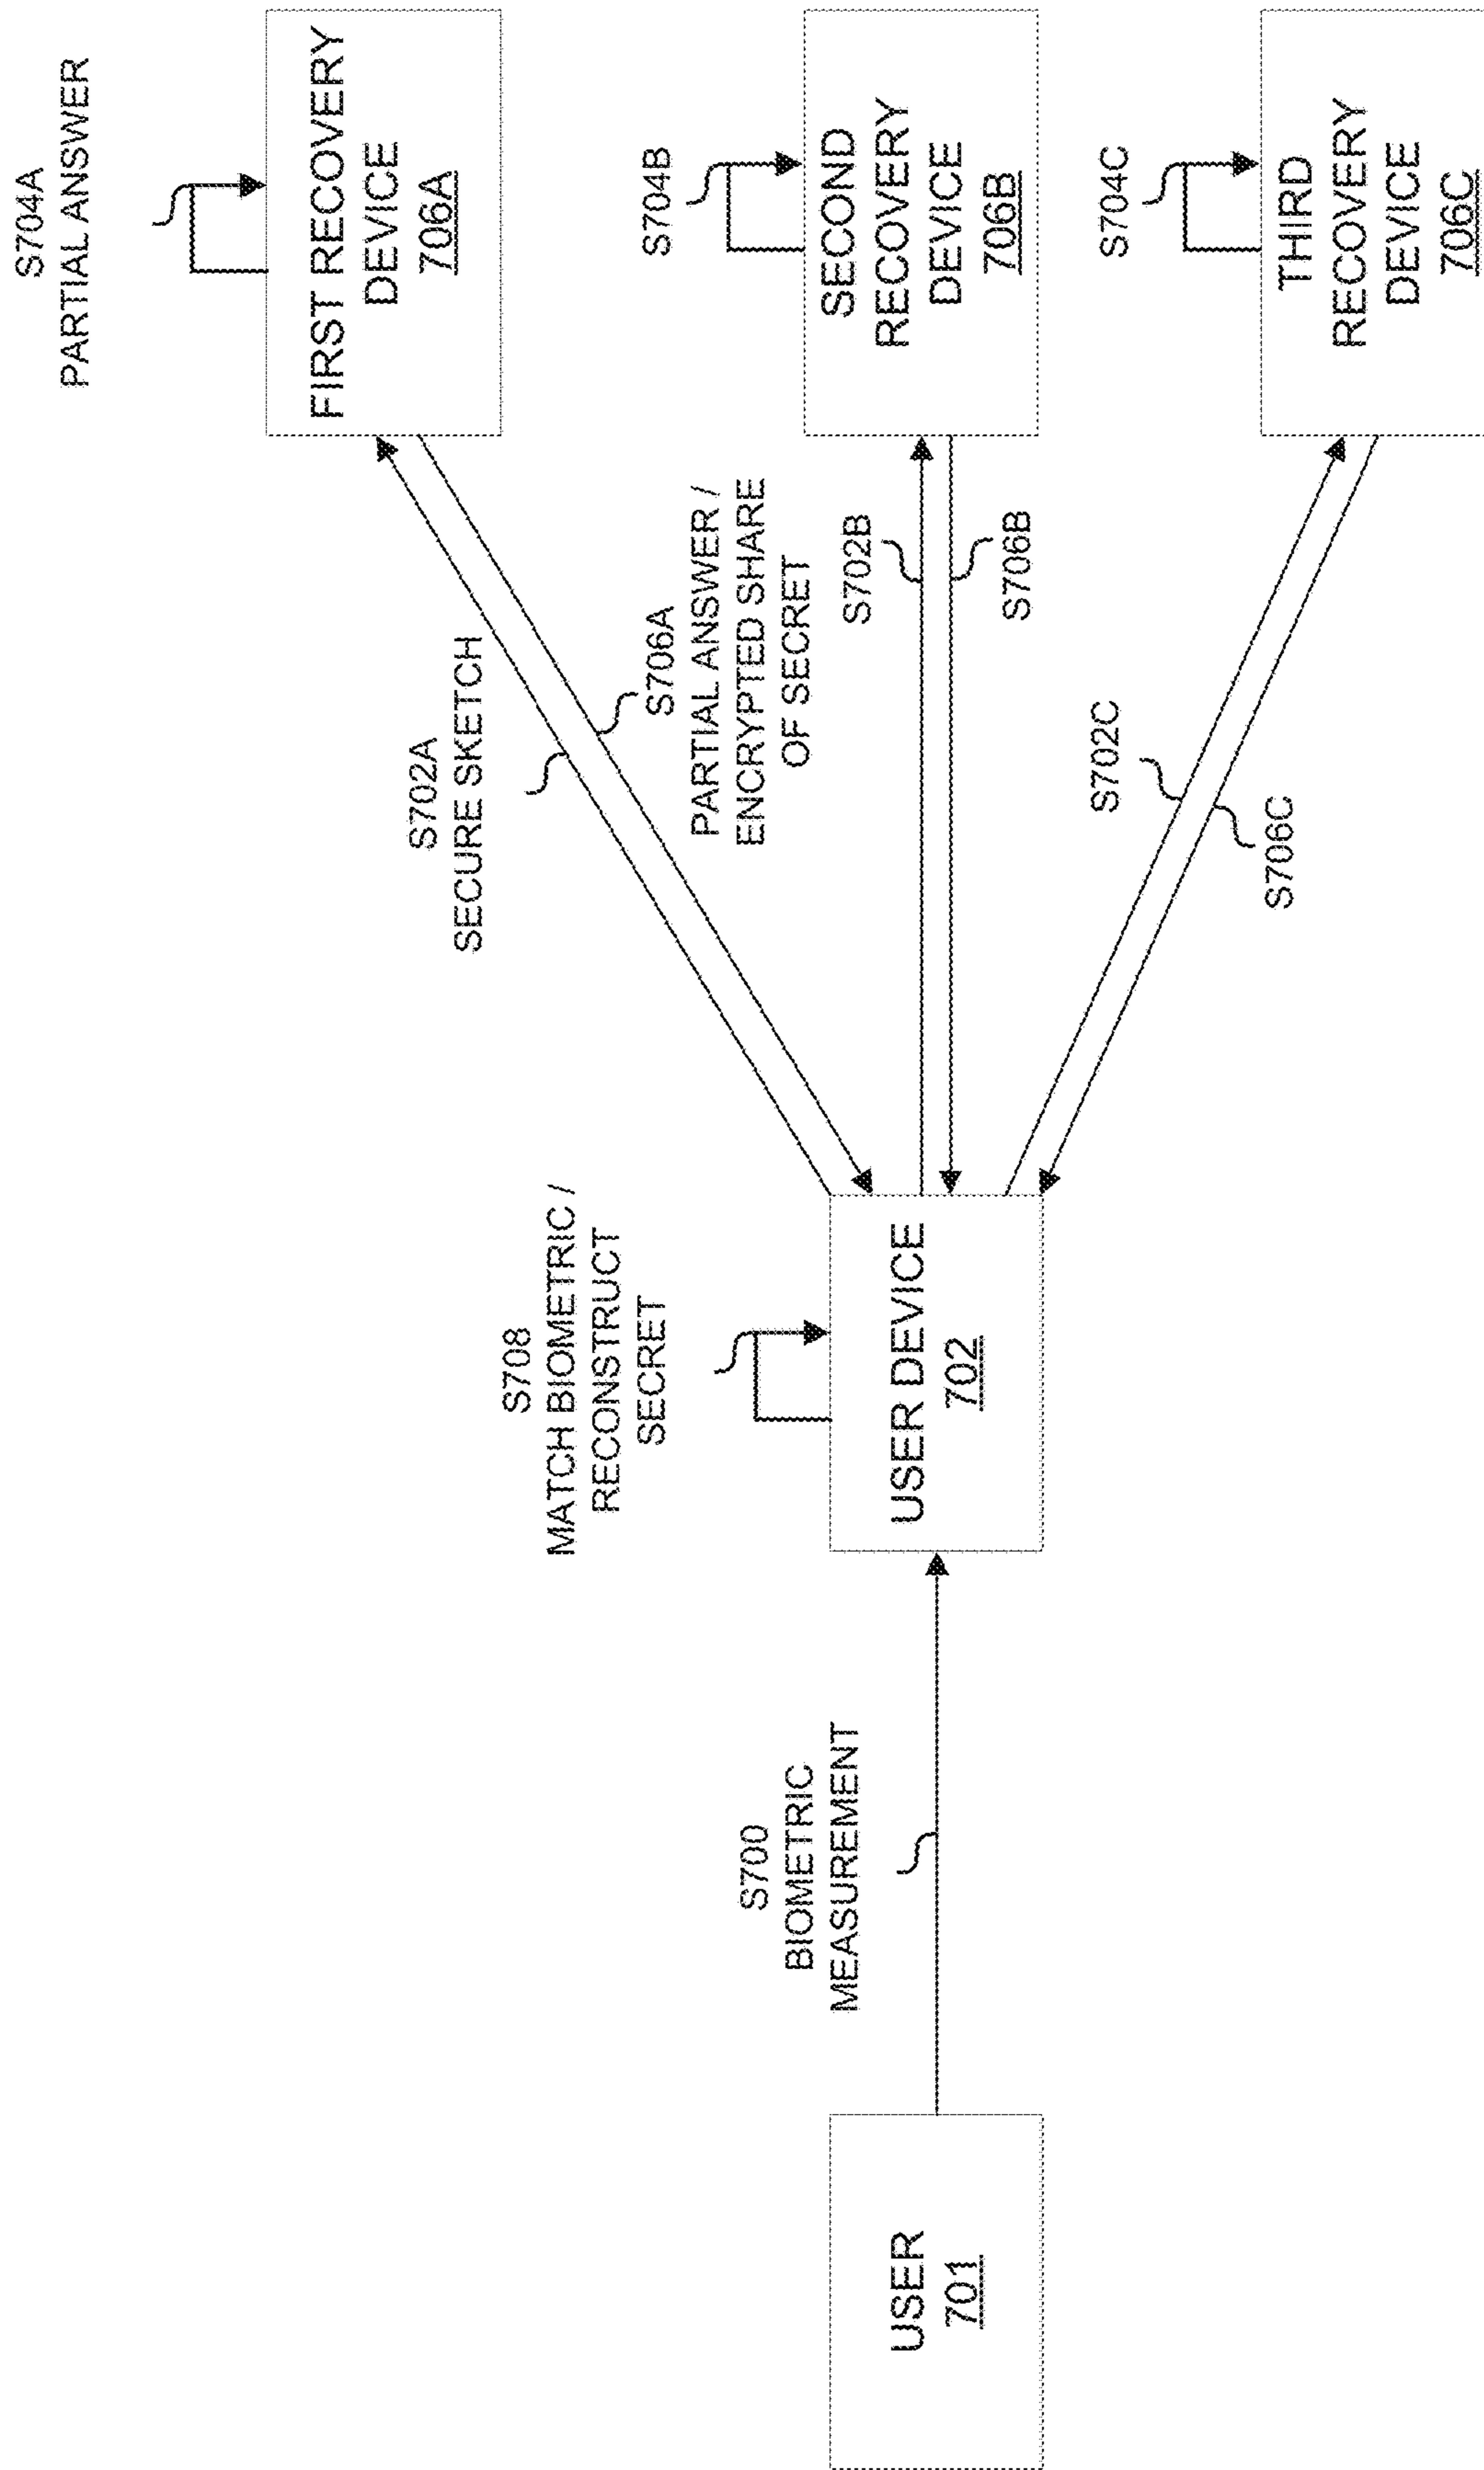 USER
701
S700
BIOMETRIC
MEASUREMENT
USER DEVICE
702
S708
MATCH BIOMETRIC /
RECONSTRUCT
SECRET
S702A
SECURE SKETCH
S706A
PARTIAL ANSWER /
ENCRYPTED SHARE
OF SECRET
S702B
S706B
S702C
S706C
S704A
PARTIAL ANSWER
FIRST RECOVERY
DEVICE
706A
S704B
SECOND
RECOVERY
DEVICE
706B
S704C
THIRD
RECOVERY
DEVICE
706C